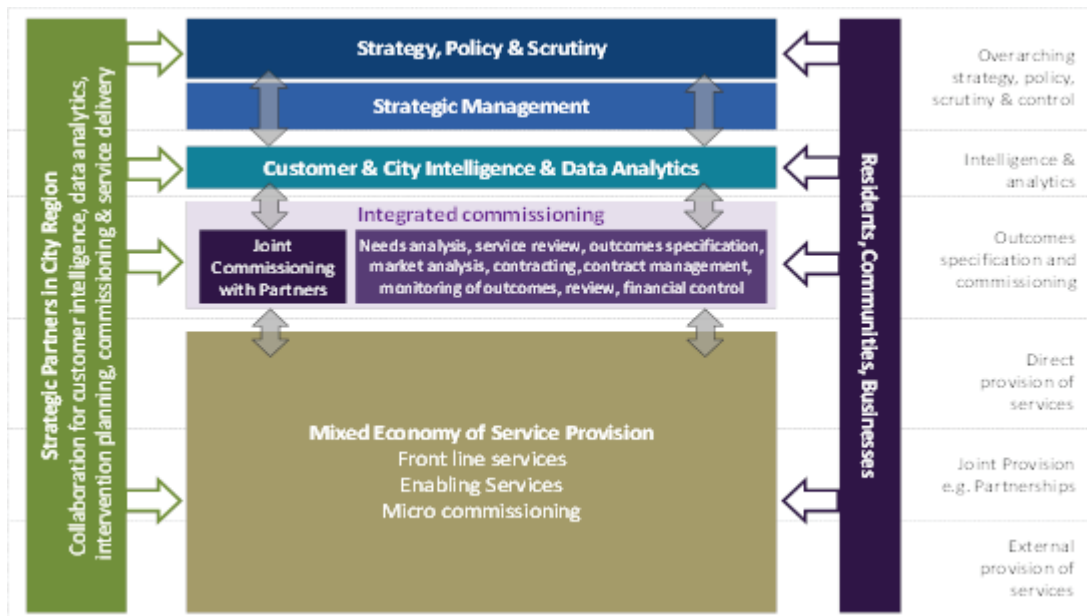 Strategic Partners in City Region
Collaboration for customer intelligence, data analytics,
intervention planning, commissioning & service delivery
Strategy, Policy & Scrutiny
Strategic Management
Customer & City Intelligence & Data Analytics
Integrated commissioning
Joint
Commissioning
with Partners
Needs analysis, service review, outcomes specification,
market analysis, contracting, contract management,
monitoring of outcomes, review, financial control
Mixed Economy of Service Provision
Front line services
Enabling Services
Micro commissioning
Residents, Communities, Businesses
Overarching
strategy, policy,
scrutiny & control
Intelligence &
analytics
Outcomes
specification and
commissioning
Direct
provision of
services
Joint Provision
e.g. Partnerships
External
provision of
services